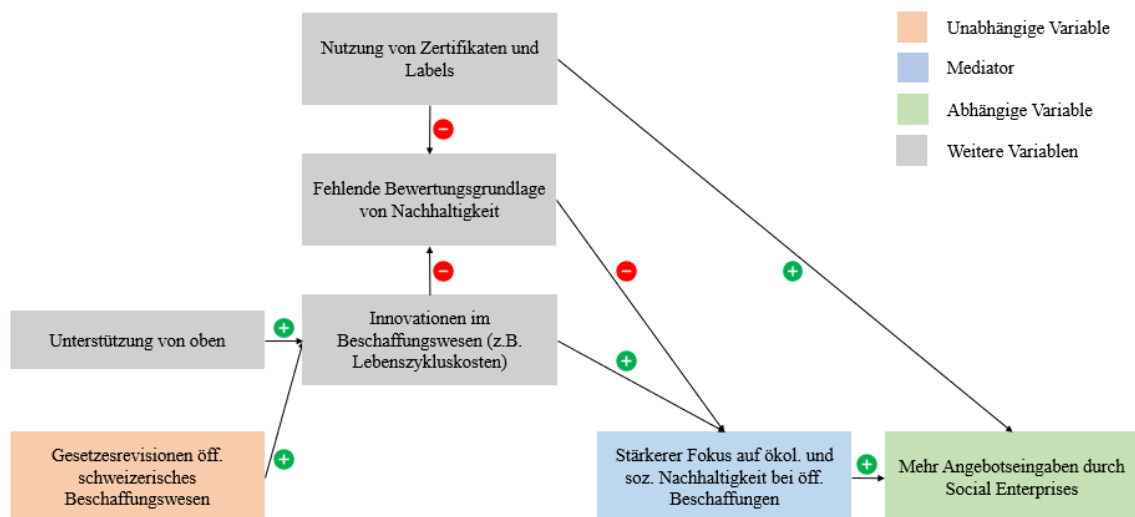 Nutzung von Zertifikaten und
Labels
Unabhängige Variable
Mediator
Abhängige Variable
Weitere Variablen
Fehlende Bewertungsgrundlage
von Nachhaltigkeit
Unterstützung von oben
Innovationen im
Beschaffungswesen (z.B.
Lebenszykluskosten)
Gesetzesrevisionen öff.
schweizerisches
Beschaffungswesen
Stärkerer Fokus auf ökol. und
soz. Nachhaltigkeit bei öff.
Beschaffungen
Mehr Angebotseingaben durch
Social Enterprises